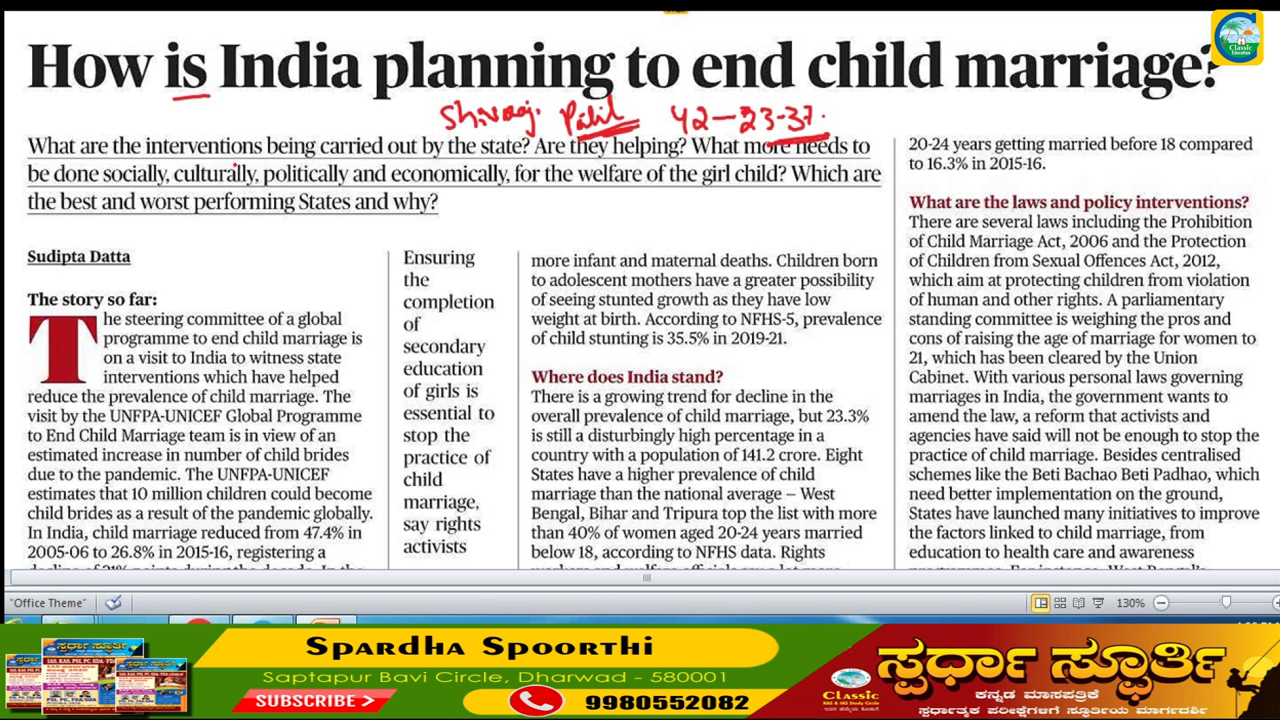 How is India planning to end child marriage?
Shivaraj. Patil 42-23-37.
What are the interventions being carried out by the state? Are they helping? What more needs to
be done socially, culturally, politically and economically, for the welfare of the girl child? Which are
the best and worst performing States and why?
Sudipta Datta
The story so far:
The steering committee of a global
programme to end child marriage is
on a visit to India to witness state
interventions which have helped
reduce the prevalence of child marriage. The
visit by the UNFPA-UNICEF Global Programme
to End Child Marriage team is in view of an
estimated increase in number of child brides
due to the pandemic. The UNFPA-UNICEF
estimates that 10 million children could become
child brides as a result of the pandemic globally.
In India, child marriage reduced from 47.4% in
2005-06 to 26.8% in 2015-16, registering a
Ensuring
the
completion
of
secondary
education
of girls is
essential to
stop the
practice of
child
marriage,
say rights
activists
more infant and maternal deaths. Children born
to adolescent mothers have a greater possibility
of seeing stunted growth as they have low
weight at birth. According to NFHS-5, prevalence
of child stunting is 35.5% in 2019-21.
Where does India stand?
There is a growing trend for decline in the
overall prevalence of child marriage, but 23.3%
is still a disturbingly high percentage in a
country with a population of 141.2 crore. Eight
States have a higher prevalence of child
marriage than the national average — West
Bengal, Bihar and Tripura top the list with more
than 40% of women aged 20-24 years married
below 18, according to NFHS data. Rights
20-24 years getting married before 18 compared
to 16.3% in 2015-16.
What are the laws and policy interventions?
There are several laws including the Prohibition
of Child Marriage Act, 2006 and the Protection
of Children from Sexual Offences Act, 2012,
which aim at protecting children from violation
of human and other rights. A parliamentary
standing committee is weighing the pros and
cons of raising the age of marriage for women to
21, which has been cleared by the Union
Cabinet. With various personal laws governing
marriages in India, the government wants to
amend the law, a reform that activists and
agencies have said will not be enough to stop the
practice of child marriage. Besides centralised
schemes like the Beti Bachao Beti Padhao, which
need better implementation on the ground,
States have launched many initiatives to improve
the factors linked to child marriage, from
education to health care and awareness
Classic
Education
"Office Theme"
130%
Spardha Spoorthi
Saptapur Bavi Circle, Dharwad - 580001
SUBSCRIBE
9980552082
Classic
KAS & IAS Study Circle
ಸ್ಪರ್ಧಾ ಸ್ಫೂರ್ತಿ
ಕನ್ನಡ ಮಾಸಪತ್ರಿಕೆ
ಸ್ಪರ್ಧಾತ್ಮಕ ಪರೀಕ್ಷೆಗಳಿಗೆ ಸ್ಫೂರ್ತಿಯ ಮಾರ್ಗದರ್ಶಿ